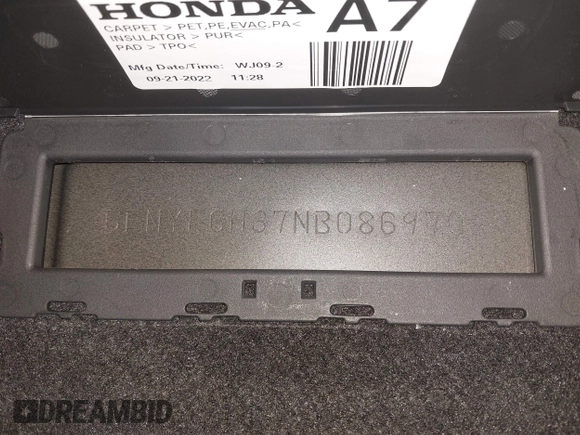 HONDA A7
CARPET > PET,PE,EVAC,PA<
INSULATOR > PUR<
PAD > TPO<
Mfg Date/Time: WJ09-2
09-21-2022 11:28
DREAMBID